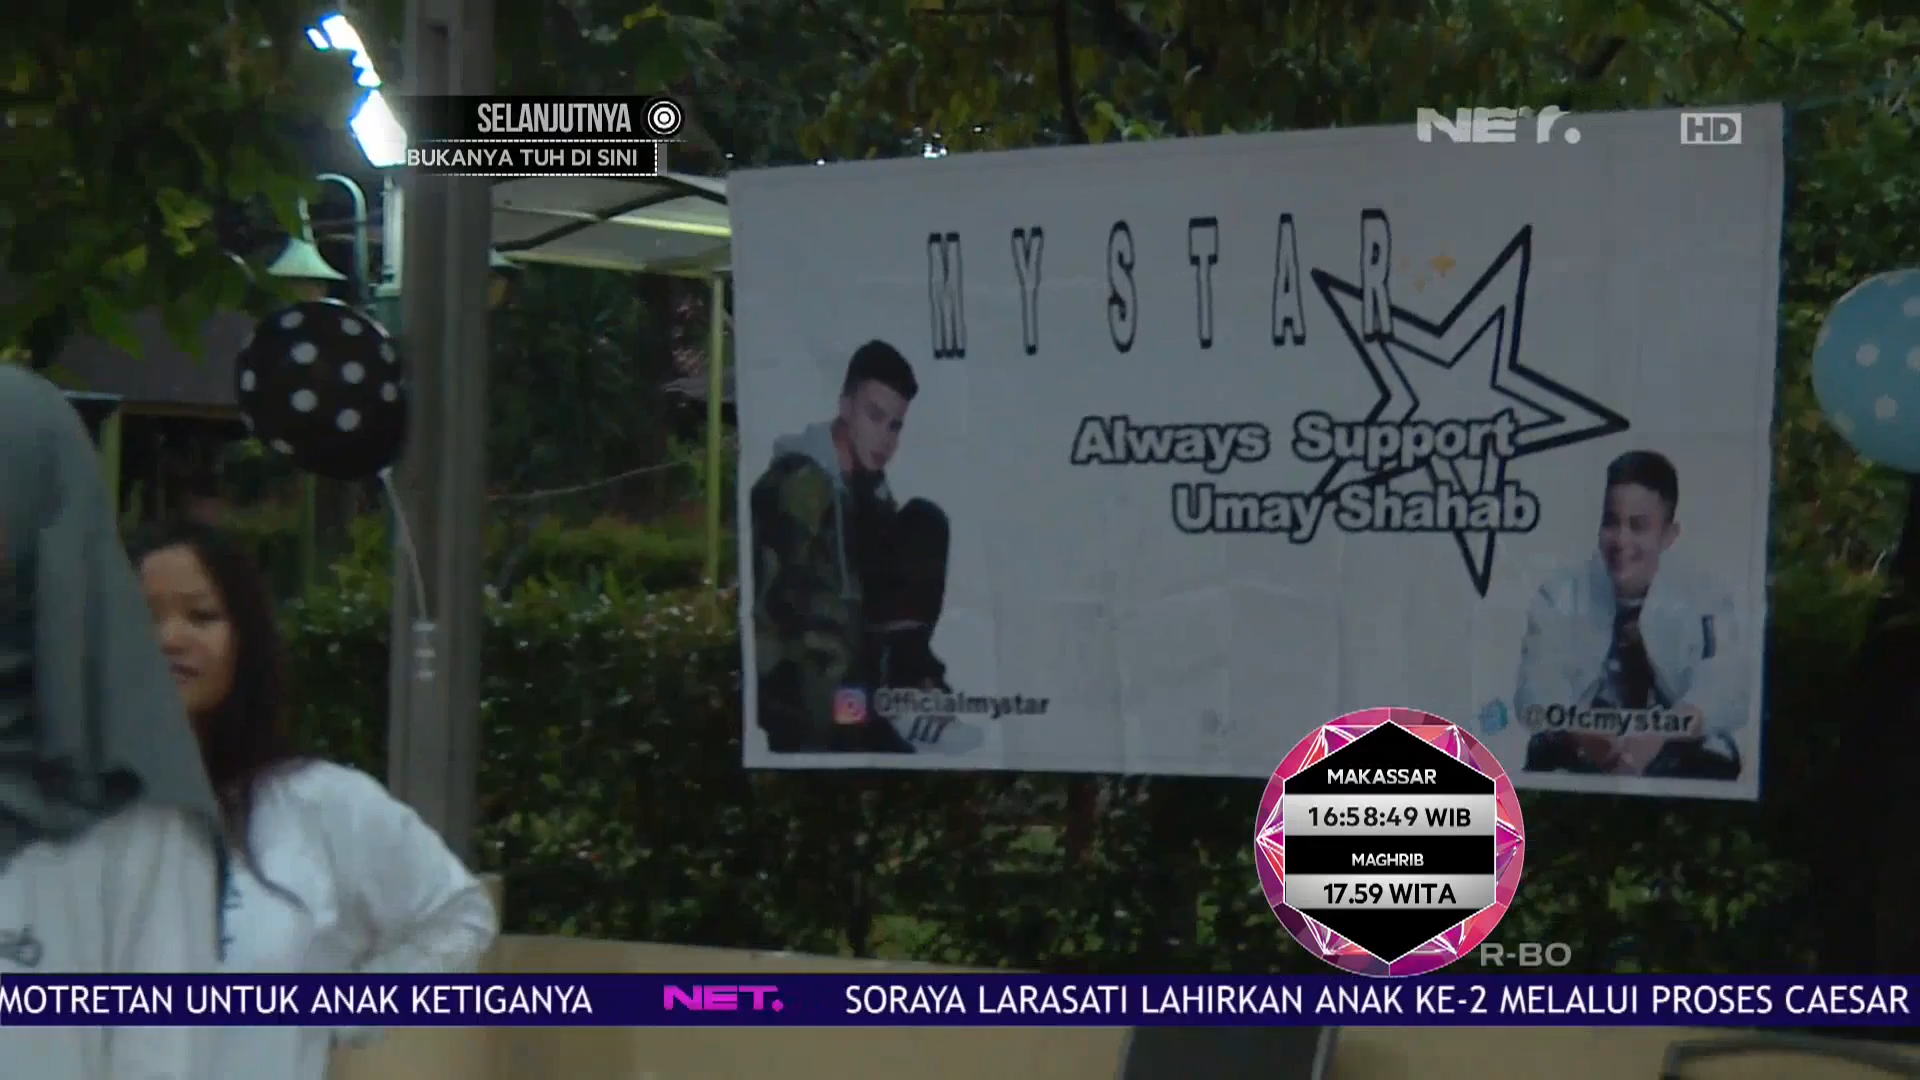 SELANJUTNYA
BUKANYA TUH DI SINI
NET.
HD
MYSTAR
Always Support
Umay Shahab
Officialmystar
@Ofcmystar
MAKASSAR
16:58:49 WIB
MAGHRIB
17.59 WITA
R-BO
MOTRETAN UNTUK ANAK KETIGANYA NET. SORAYA LARASATI LAHIRKAN ANAK KE-2 MELALUI PROSES CAESAR